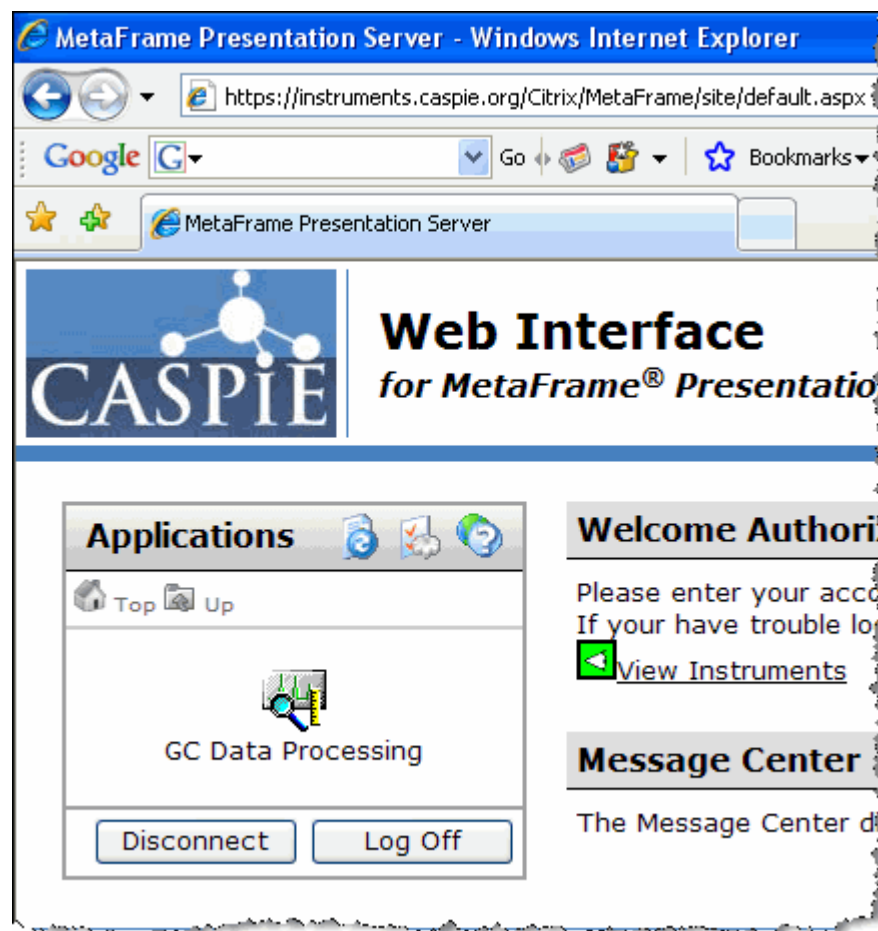 MetaFrame Presentation Server - Windows Internet Explorer
https://instruments.caspie.org/Citrix/MetaFrame/site/default.aspx
Google G Go Bookmarks
MetaFrame Presentation Server
CASPiE
Web Interface
for MetaFrame® Presentatio
Applications
Top Up
GC Data Processing
Disconnect Log Off
Welcome Authori
Please enter your acco
If your have trouble lo
View Instruments
Message Center
The Message Center d